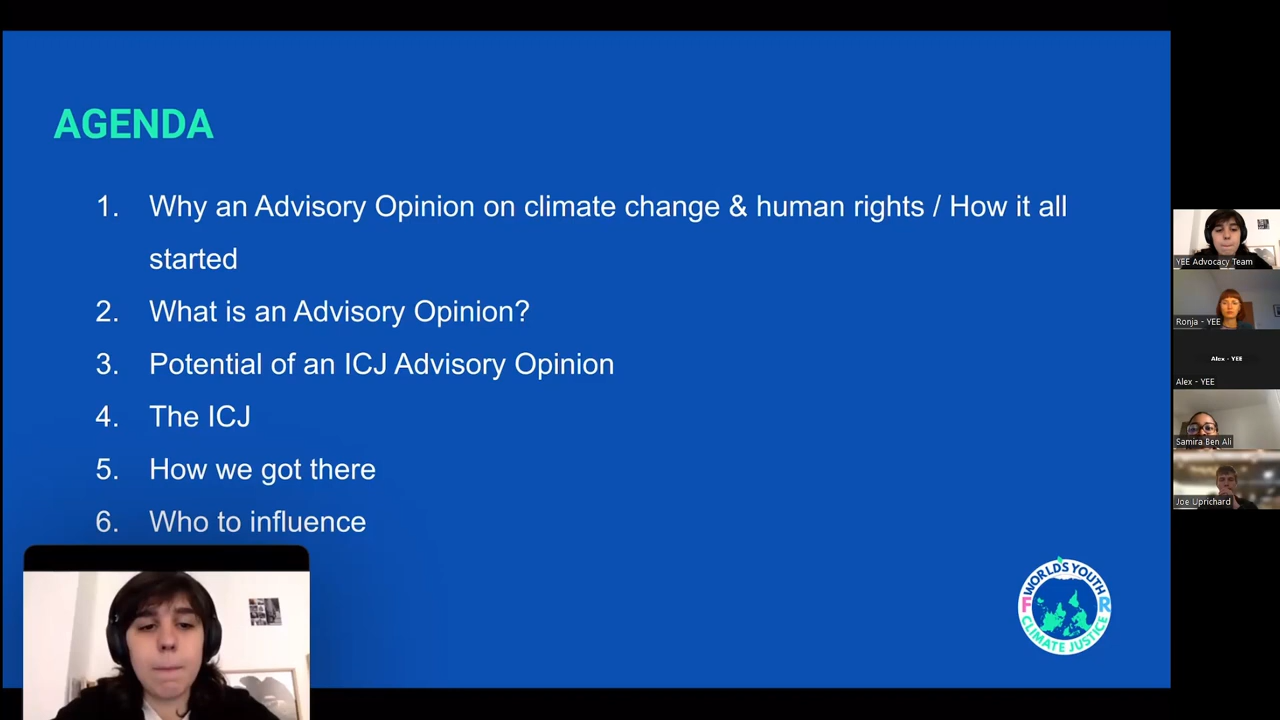 AGENDA
1. Why an Advisory Opinion on climate change & human rights / How it all
started
2. What is an Advisory Opinion?
3. Potential of an ICJ Advisory Opinion
4. The ICJ
5. How we got there
6. Who to influence
WORLD'S YOUTH
F R
CLIMATE JUSTICE
YEE Advocacy Team
Ronja - YEE
Alex - YEE
Alex - YEE
Samira Ben Ali
Joe Uprichard